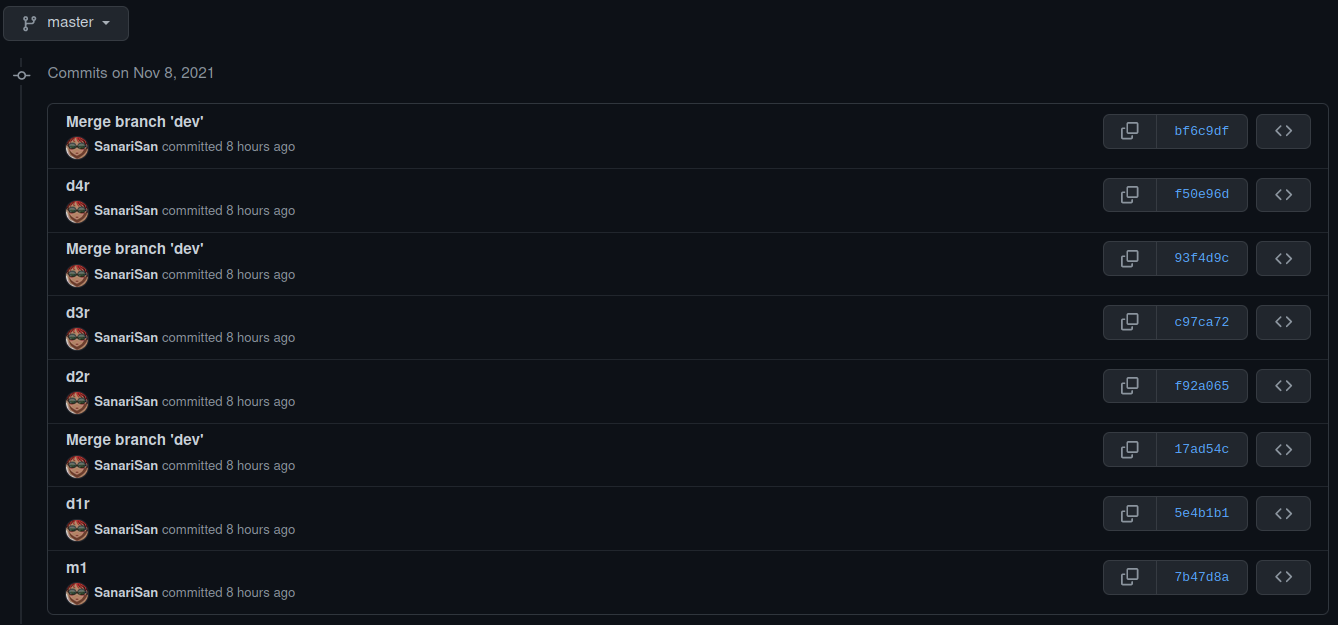 master
Commits on Nov 8, 2021
Merge branch 'dev'
SanariSan committed 8 hours ago
bf6c9df
d4r
SanariSan committed 8 hours ago
f50e96d
Merge branch 'dev'
SanariSan committed 8 hours ago
93f4d9c
d3r
SanariSan committed 8 hours ago
c97ca72
d2r
SanariSan committed 8 hours ago
f92a065
Merge branch 'dev'
SanariSan committed 8 hours ago
17ad54c
d1r
SanariSan committed 8 hours ago
5e4b1b1
m1
SanariSan committed 8 hours ago
7b47d8a